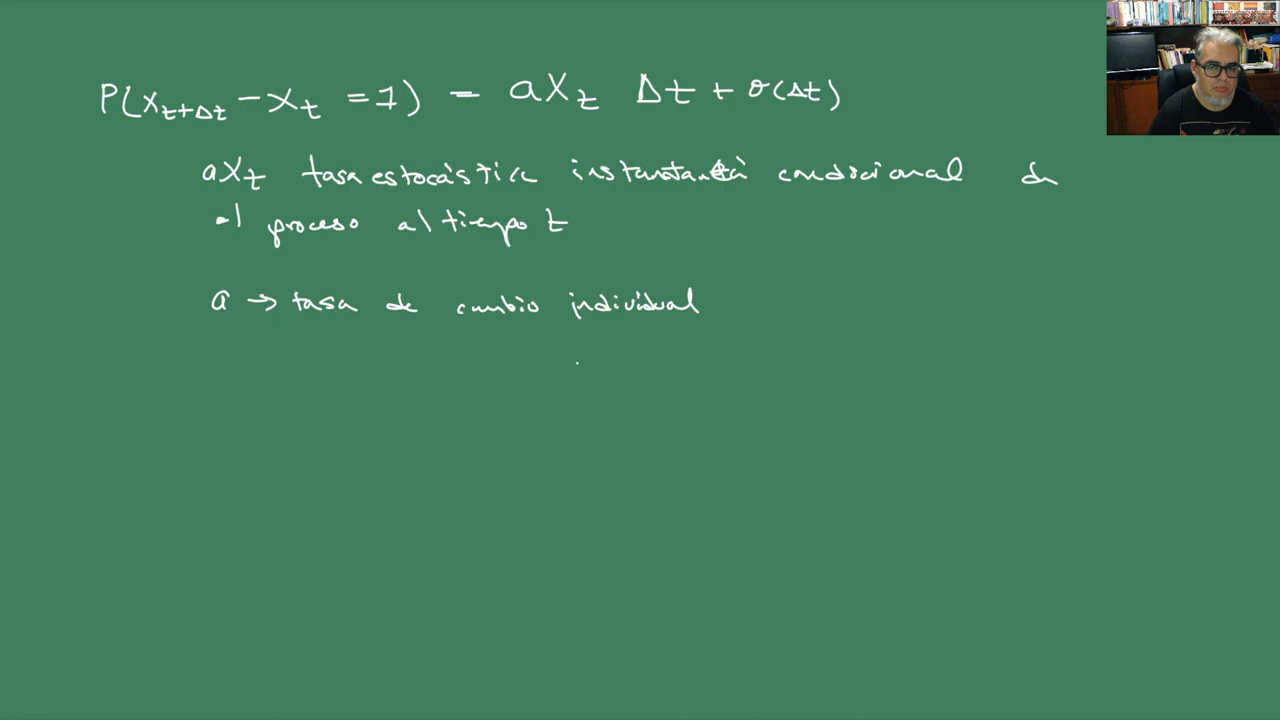 P(X_{t+Δt} - X_t = 1) = aX_t Δt + o(Δt)
aX_t tasa estocástica instantaná condicional de
el proceso al tiempo t
a → tasa de cambio individual